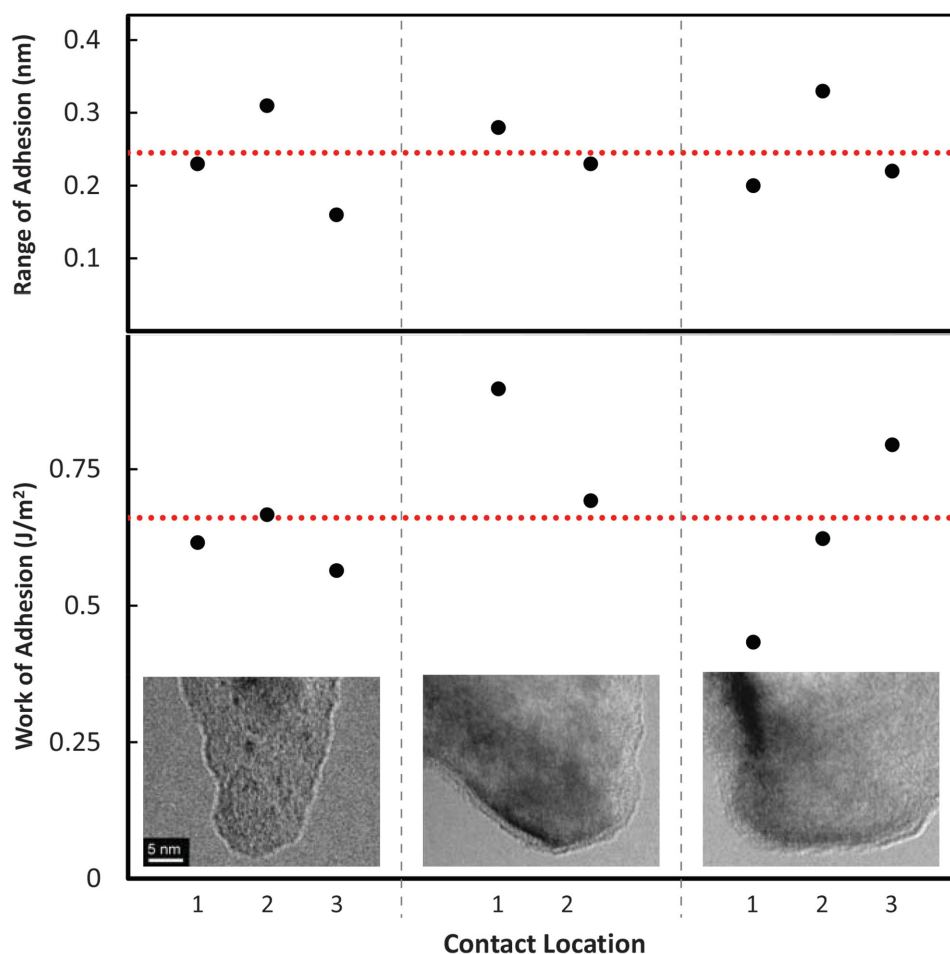 Range of Adhesion (nm)
0.4
0.3
0.2
0.1
Work of Adhesion (J/m²)
0.75
0.5
0.25
0
5 nm
1 2 3 1 2 1 2 3
Contact Location